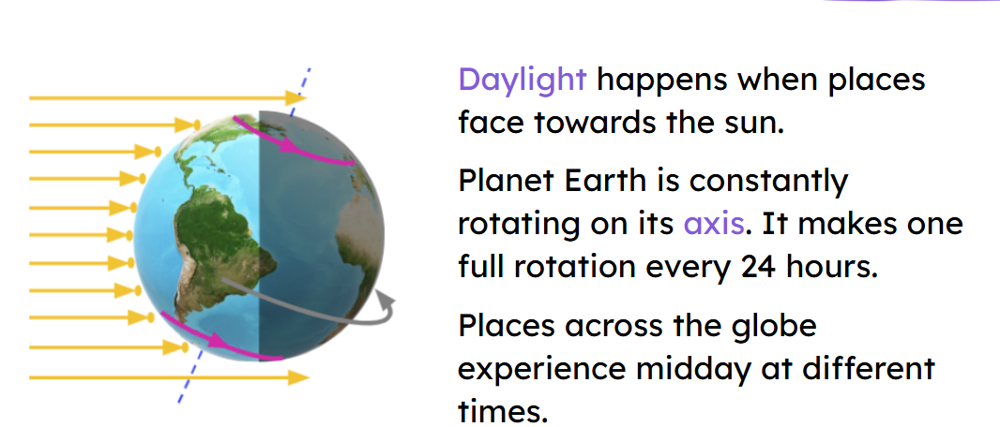 Daylight happens when places
face towards the sun.
Planet Earth is constantly
rotating on its axis. It makes one
full rotation every 24 hours.
Places across the globe
experience midday at different
times.